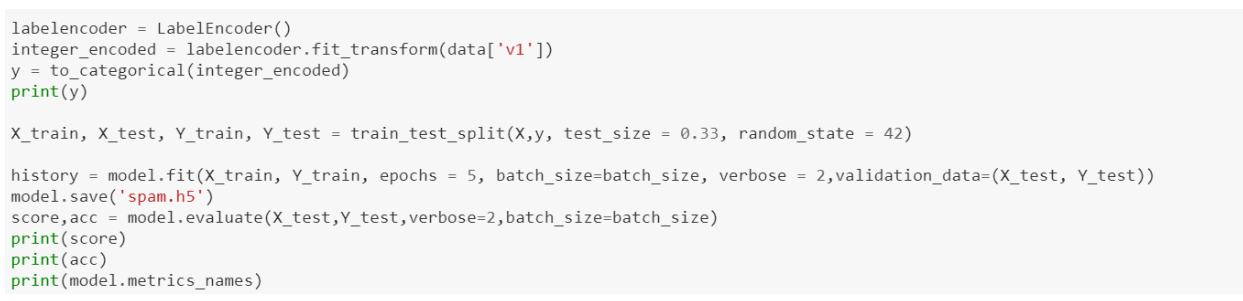 labelencoder = LabelEncoder()
integer_encoded = labelencoder.fit_transform(data['v1'])
y = to_categorical(integer_encoded)
print(y)
X_train, X_test, Y_train, Y_test = train_test_split(X,y, test_size = 0.33, random_state = 42)
history = model.fit(X_train, Y_train, epochs = 5, batch_size=batch_size, verbose = 2,validation_data=(X_test, Y_test))
model.save('spam.h5')
score,acc = model.evaluate(X_test,Y_test,verbose=2,batch_size=batch_size)
print(score)
print(acc)
print(model.metrics_names)